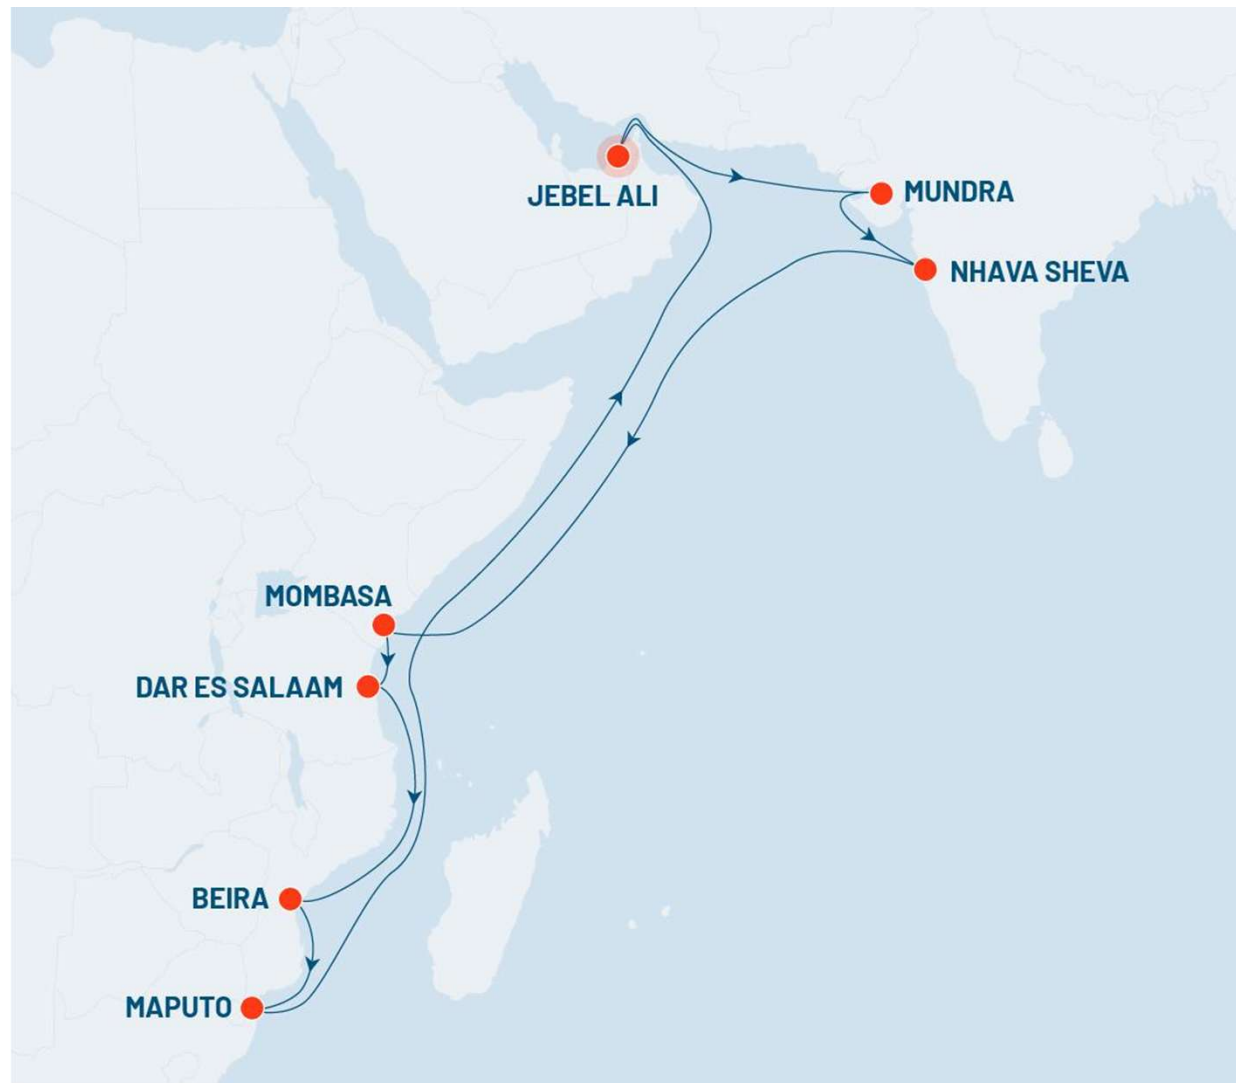 JEBEL ALI
MUNDRA
NHAVA SHEVA
MOMBASA
DAR ES SALAAM
BEIRA
MAPUTO